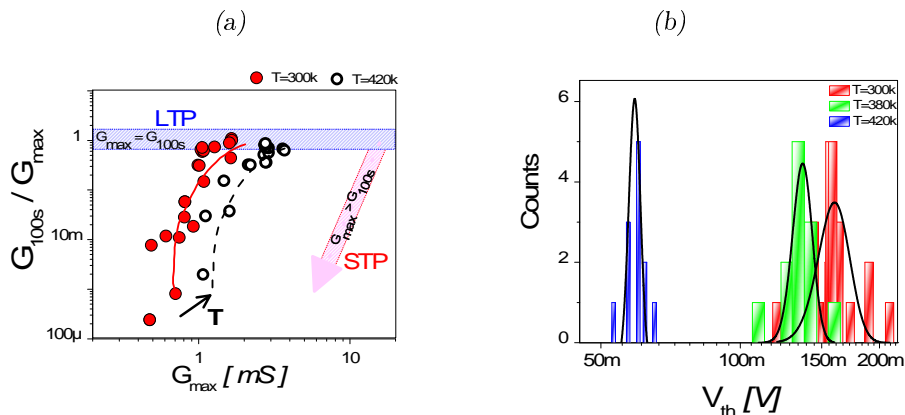 (a)
T=300k T=420k
LTP
G_max = G_100s
G_max > G_100s
STP
T
1
10m
100µ
1
10
G_100s / G_max
G_max [mS]
(b)
T=300k
T=380k
T=420k
6
4
2
0
50m 100m 150m 200m
Counts
V_th [V]